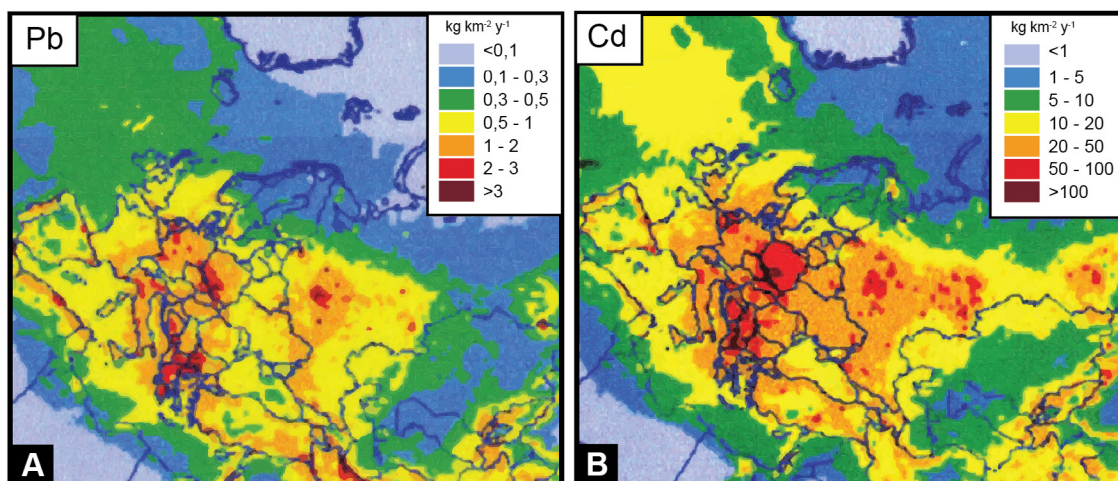 Pb
kg km-2 y-1
<0,1
0,1 - 0,3
0,3 - 0,5
0,5 - 1
1 - 2
2 - 3
>3
A
Cd
kg km-2 y-1
<1
1 - 5
5 - 10
10 - 20
20 - 50
50 - 100
>100
B